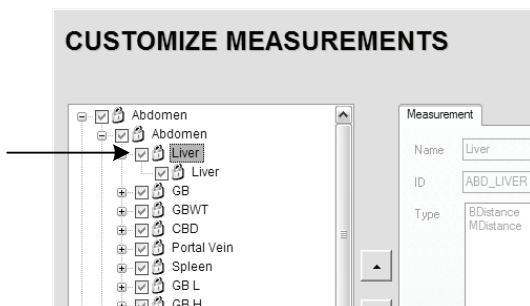 CUSTOMIZE MEASUREMENTS
Abdomen
Abdomen
Liver
Liver
GB
GBWT
CBD
Portal Vein
Spleen
GB L
GB H
Measurement
Name Liver
ID ABD_LIVER
Type BDistance
MDistance